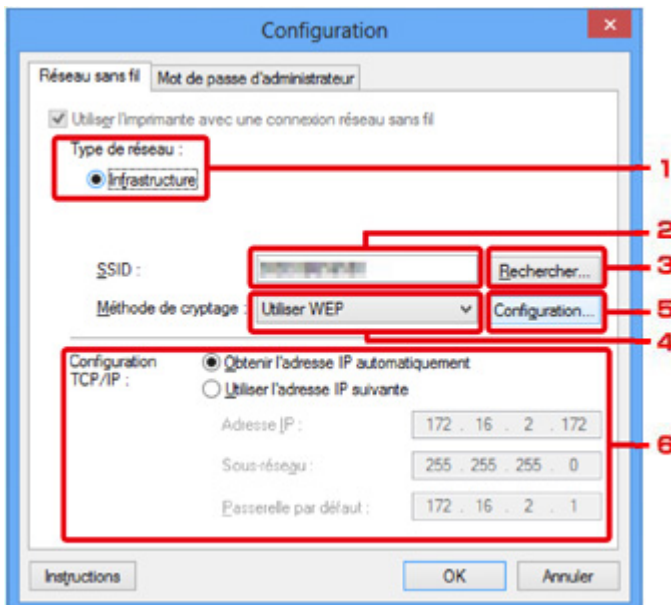 Configuration
Réseau sans fil Mot de passe d'administrateur
Utiliser l'imprimante avec une connexion réseau sans fil
Type de réseau :
Infrastructure
1
2
SSID : Rechercher... 3
Méthode de cryptage : Utiliser WEP Configuration... 5
4
Configuration TCP/IP :
Obtenir l'adresse IP automatiquement
Utiliser l'adresse IP suivante
Adresse IP : 172 . 16 . 2 . 172
6
Sous-réseau : 255 . 255 . 255 . 0
Passerelle par défaut : 172 . 16 . 2 . 1
Instructions OK Annuler